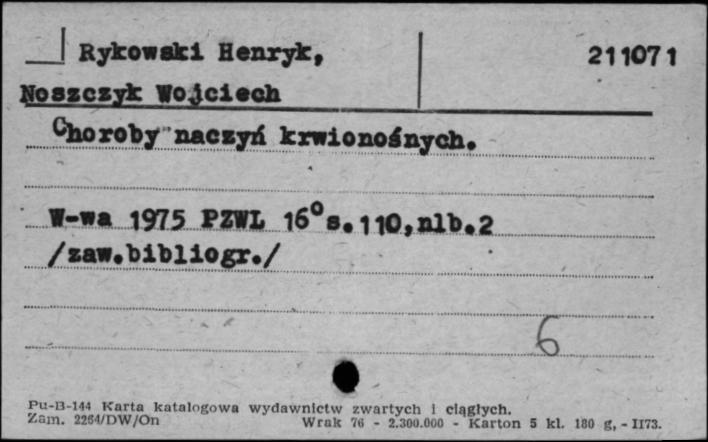 Rykowski Henryk, 211071
Noszczyk Wojciech
Choroby naczyń krwionośnych.
W-wa 1975 PZWL 16° s.110,nlb.2
/zaw.bibliogr./
6
Pu-B-144 Karta katalogowa wydawnictw zwartych i ciągłych.
Zam. 2264/DW/On Wrak 76 - 2.300.000 - Karton 5 kl. 180 g, - II73.